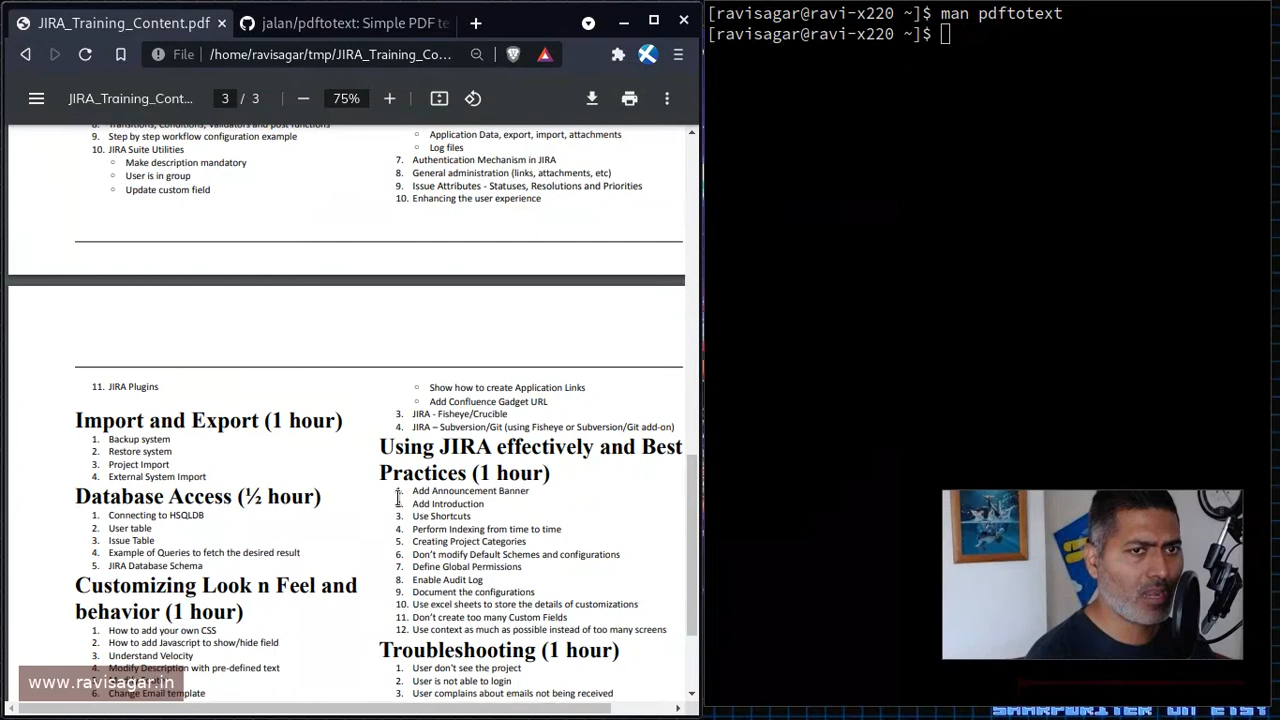 JIRA_Training_Content.pdf
jalan/pdftotext: Simple PDF te
File
/home/ravisagar/tmp/JIRA_Training_Co...
JIRA_Training_Cont...
3 / 3
75%
8. Transitions, Conditions, Validators and post functions
9. Step by step workflow configuration example
10. JIRA Suite Utilities
○ Make description mandatory
○ User is in group
○ Update custom field
○ Application Data, export, import, attachments
○ Log files
7. Authentication Mechanism in JIRA
8. General administration (links, attachments, etc)
9. Issue Attributes - Statuses, Resolutions and Priorities
10. Enhancing the user experience
11. JIRA Plugins
Import and Export (1 hour)
1. Backup system
2. Restore system
3. Project Import
4. External System Import
Database Access (½ hour)
1. Connecting to HSQLDB
2. User table
3. Issue Table
4. Example of Queries to fetch the desired result
5. JIRA Database Schema
Customizing Look n Feel and
behavior (1 hour)
1. How to add your own CSS
2. How to add Javascript to show/hide field
3. Understand Velocity
4. Modify Description with pre-defined text
6. Change Email template
○ Show how to create Application Links
○ Add Confluence Gadget URL
3. JIRA - Fisheye/Crucible
4. JIRA – Subversion/Git (using Fisheye or Subversion/Git add-on)
Using JIRA effectively and Best
Practices (1 hour)
1. Add Announcement Banner
2. Add Introduction
3. Use Shortcuts
4. Perform Indexing from time to time
5. Creating Project Categories
6. Don’t modify Default Schemes and configurations
7. Define Global Permissions
8. Enable Audit Log
9. Document the configurations
10. Use excel sheets to store the details of customizations
11. Don’t create too many Custom Fields
12. Use context as much as possible instead of too many screens
Troubleshooting (1 hour)
1. User don't see the project
2. User is not able to login
3. User complains about emails not being received
www.ravisagar.in
[ravisagar@ravi-x220 ~]$ man pdftotext
[ravisagar@ravi-x220 ~]$
SHARPWRITER ON ETSY